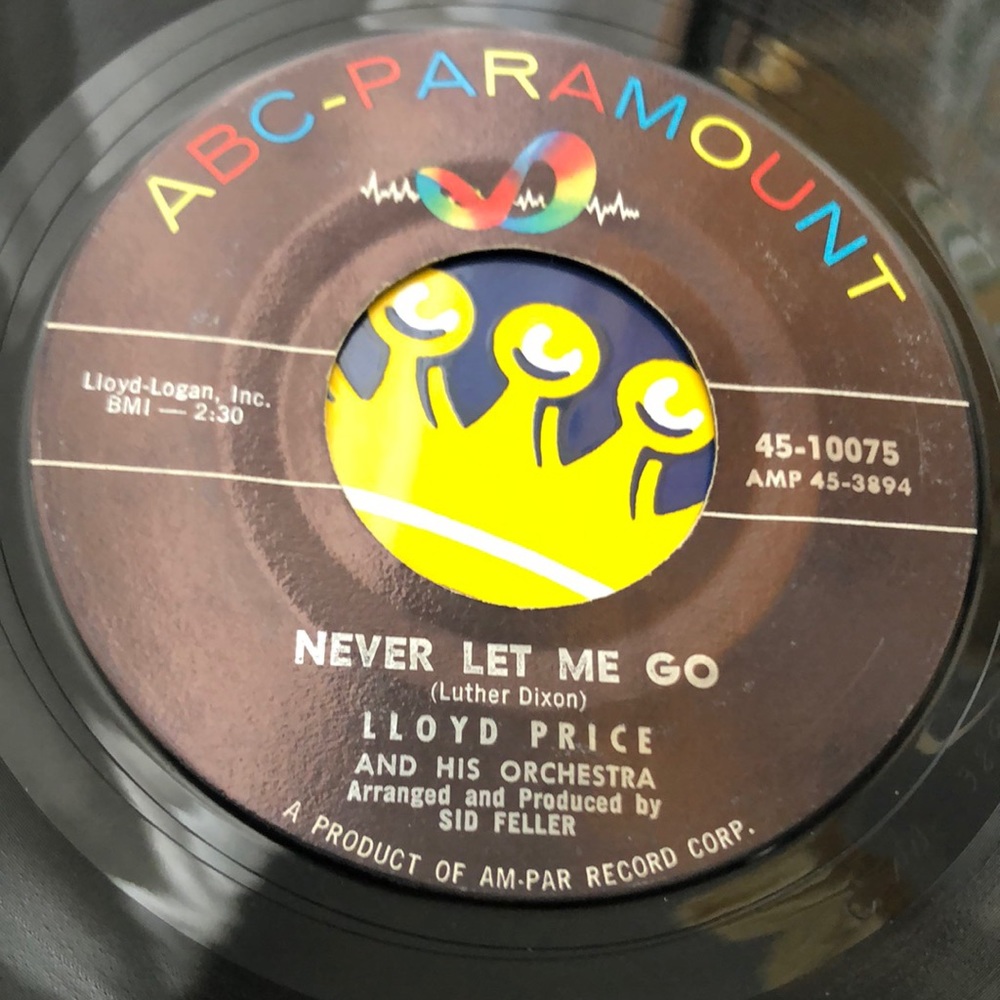 ABC-PARAMOUNT
Lloyd-Logan, Inc.
BMI — 2:30
45-10075
AMP 45-3894
NEVER LET ME GO
(Luther Dixon)
LLOYD PRICE
AND HIS ORCHESTRA
Arranged and Produced by
SID FELLER
A PRODUCT OF AM-PAR RECORD CORP.